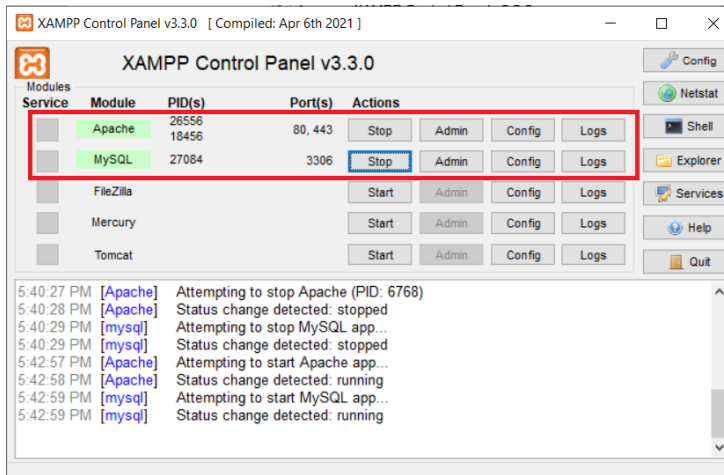 XAMPP Control Panel v3.3.0 [ Compiled: Apr 6th 2021 ]
XAMPP Control Panel v3.3.0
Config
Modules
Service Module PID(s) Port(s) Actions
Netstat
Apache 26556 18456 80, 443 Stop Admin Config Logs
Shell
MySQL 27084 3306 Stop Admin Config Logs
Explorer
FileZilla Start Admin Config Logs
Services
Mercury Start Admin Config Logs
Help
Tomcat Start Admin Config Logs
Quit
5:40:27 PM [Apache] Attempting to stop Apache (PID: 6768)
5:40:28 PM [Apache] Status change detected: stopped
5:40:29 PM [mysql] Attempting to stop MySQL app...
5:40:29 PM [mysql] Status change detected: stopped
5:42:57 PM [Apache] Attempting to start Apache app...
5:42:58 PM [Apache] Status change detected: running
5:42:59 PM [mysql] Attempting to start MySQL app...
5:42:59 PM [mysql] Status change detected: running